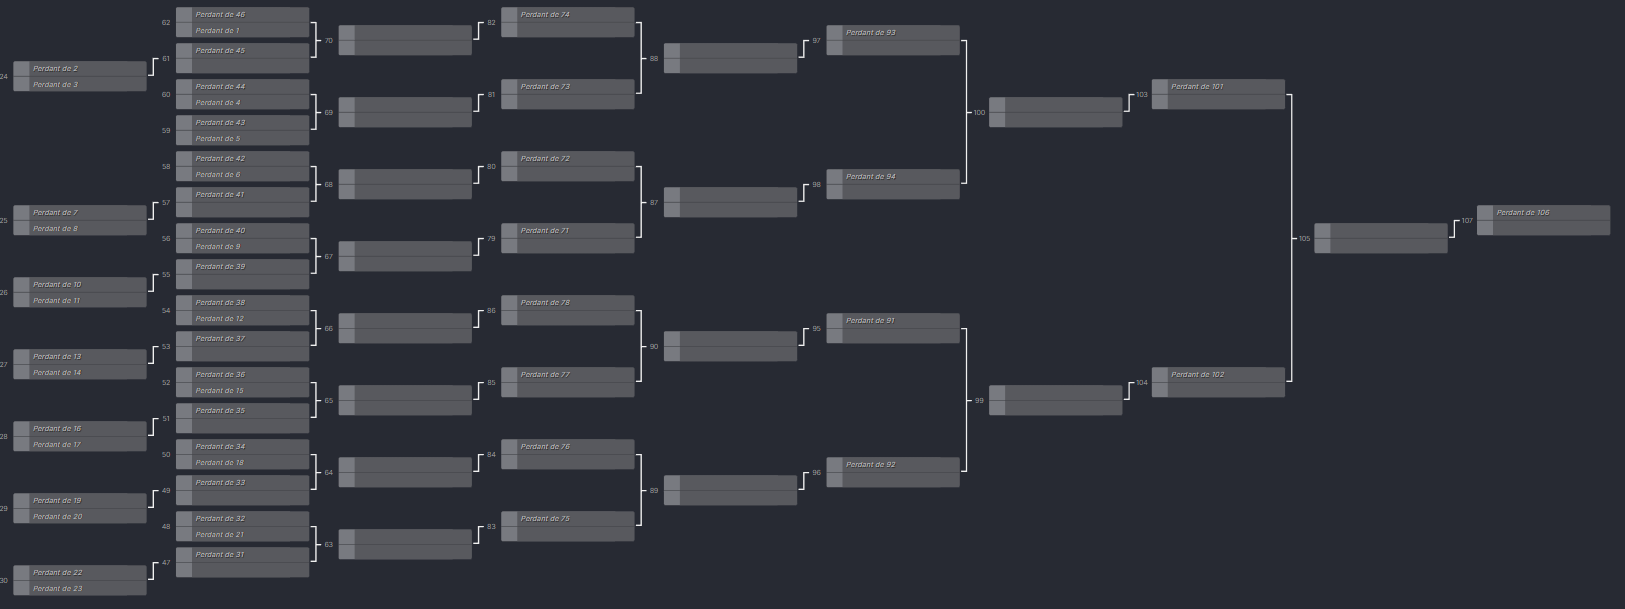 24
Perdant de 2
Perdant de 3
25
Perdant de 7
Perdant de 8
26
Perdant de 10
Perdant de 11
27
Perdant de 13
Perdant de 14
28
Perdant de 16
Perdant de 17
29
Perdant de 19
Perdant de 20
30
Perdant de 22
Perdant de 23
62
Perdant de 46
Perdant de 1
61
Perdant de 45
60
Perdant de 44
Perdant de 4
59
Perdant de 43
Perdant de 5
58
Perdant de 42
Perdant de 6
57
Perdant de 41
56
Perdant de 40
Perdant de 9
55
Perdant de 39
54
Perdant de 38
Perdant de 12
53
Perdant de 37
52
Perdant de 36
Perdant de 15
51
Perdant de 35
50
Perdant de 34
Perdant de 18
49
Perdant de 33
48
Perdant de 32
Perdant de 21
47
Perdant de 31
70
69
68
67
66
65
64
63
82
Perdant de 74
81
Perdant de 73
80
Perdant de 72
79
Perdant de 71
86
Perdant de 78
85
Perdant de 77
84
Perdant de 76
83
Perdant de 75
88
87
90
89
97
Perdant de 93
98
Perdant de 94
95
Perdant de 91
96
Perdant de 92
100
99
103
Perdant de 101
104
Perdant de 102
105
107
Perdant de 106